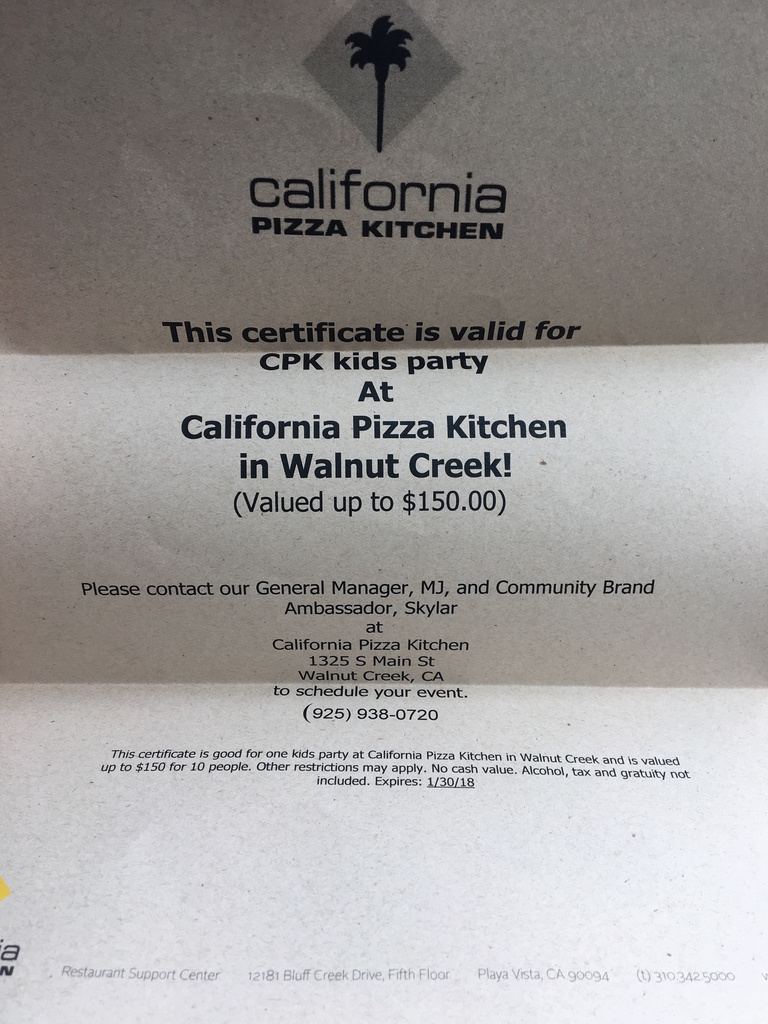 california
PIZZA KITCHEN
This certificate is valid for
CPK kids party
At
California Pizza Kitchen
in Walnut Creek!
(Valued up to $150.00)
Please contact our General Manager, MJ, and Community Brand
Ambassador, Skylar
at
California Pizza Kitchen
1325 S Main St
Walnut Creek, CA
to schedule your event.
(925) 938-0720
This certificate is good for one kids party at California Pizza Kitchen in Walnut Creek and is valued
up to $150 for 10 people. Other restrictions may apply. No cash value. Alcohol, tax and gratuity not
included. Expires: 1/30/18
ia
N
Restaurant Support Center 12181 Bluff Creek Drive, Fifth Floor Playa Vista, CA 90094 (t) 310.342.5000